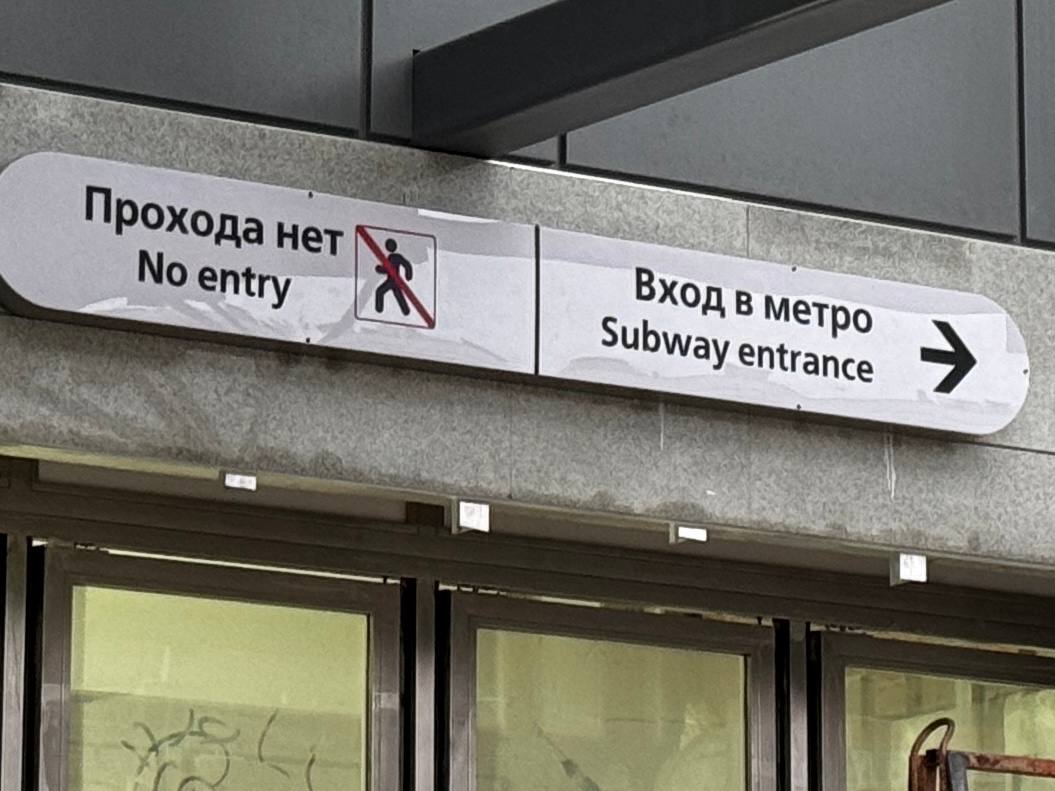 Прохода нет
No entry
Вход в метро
Subway entrance